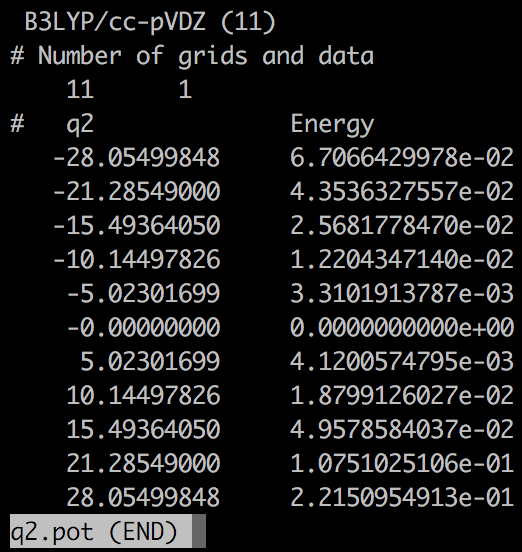 B3LYP/cc-pVDZ (11)
# Number of grids and data
11 1
# q2 Energy
-28.05499848 6.7066429978e-02
-21.28549000 4.3536327557e-02
-15.49364050 2.5681778470e-02
-10.14497826 1.2204347140e-02
-5.02301699 3.3101913787e-03
-0.00000000 0.0000000000e+00
5.02301699 4.1200574795e-03
10.14497826 1.8799126027e-02
15.49364050 4.9578584037e-02
21.28549000 1.0751025106e-01
28.05499848 2.2150954913e-01
q2.pot (END)